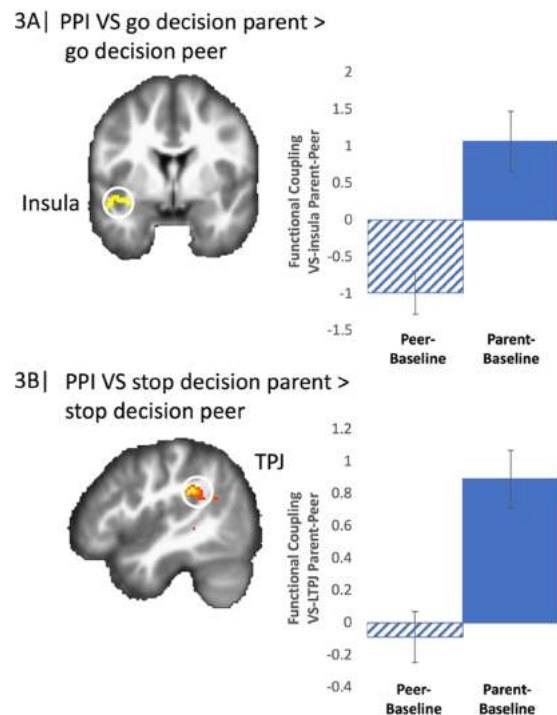 3A| PPI VS go decision parent >
go decision peer
Insula
Functional Coupling
VS-insula Parent-Peer
2
1.5
1
0.5
0
-0.5
-1
-1.5
Peer-
Baseline
Parent-
Baseline
3B| PPI VS stop decision parent >
stop decision peer
TPJ
Functional Coupling
VS-LTPJ Parent-Peer
1.2
1
0.8
0.6
0.4
0.2
0
-0.2
-0.4
Peer-
Baseline
Parent-
Baseline